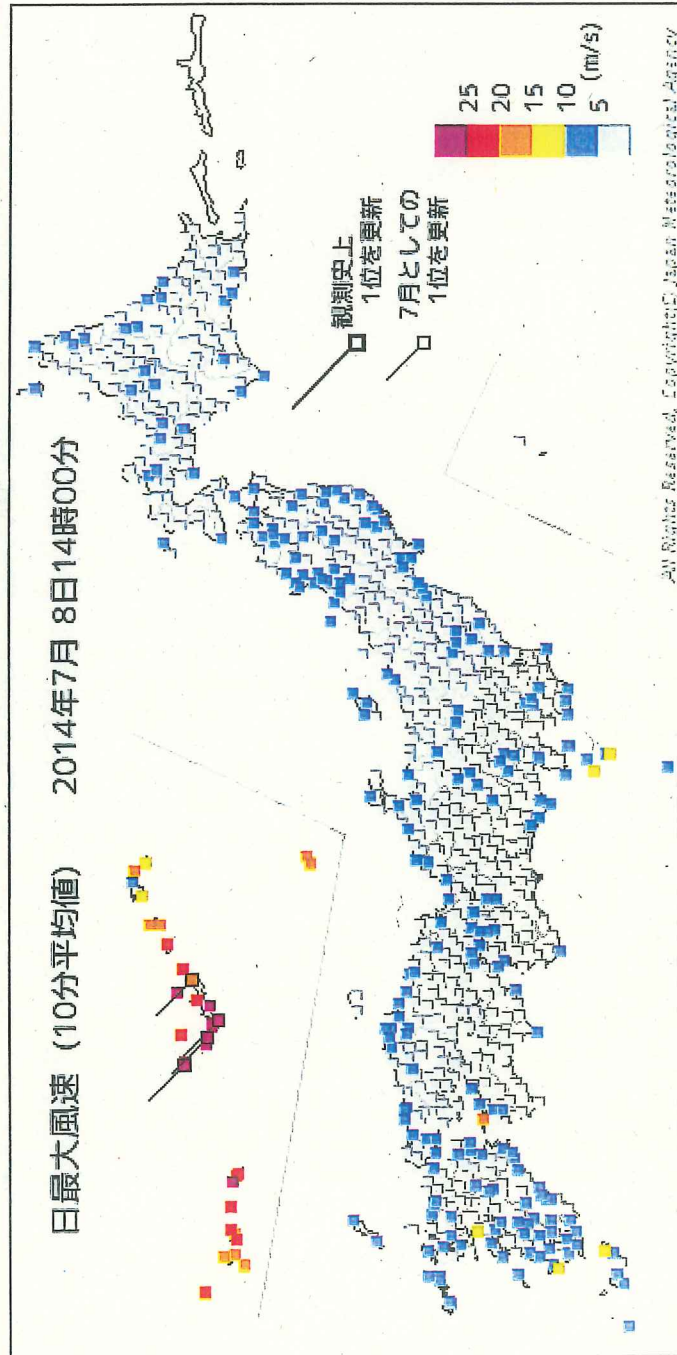 日最大風速 (10分平均値) 2014年7月 8日14時00分
観測史上
1位を更新
7月としての
1位を更新
25
20
15
10
5 (m/s)
All Rights Reserved, Copyright(C) Japan Meteorological Agency